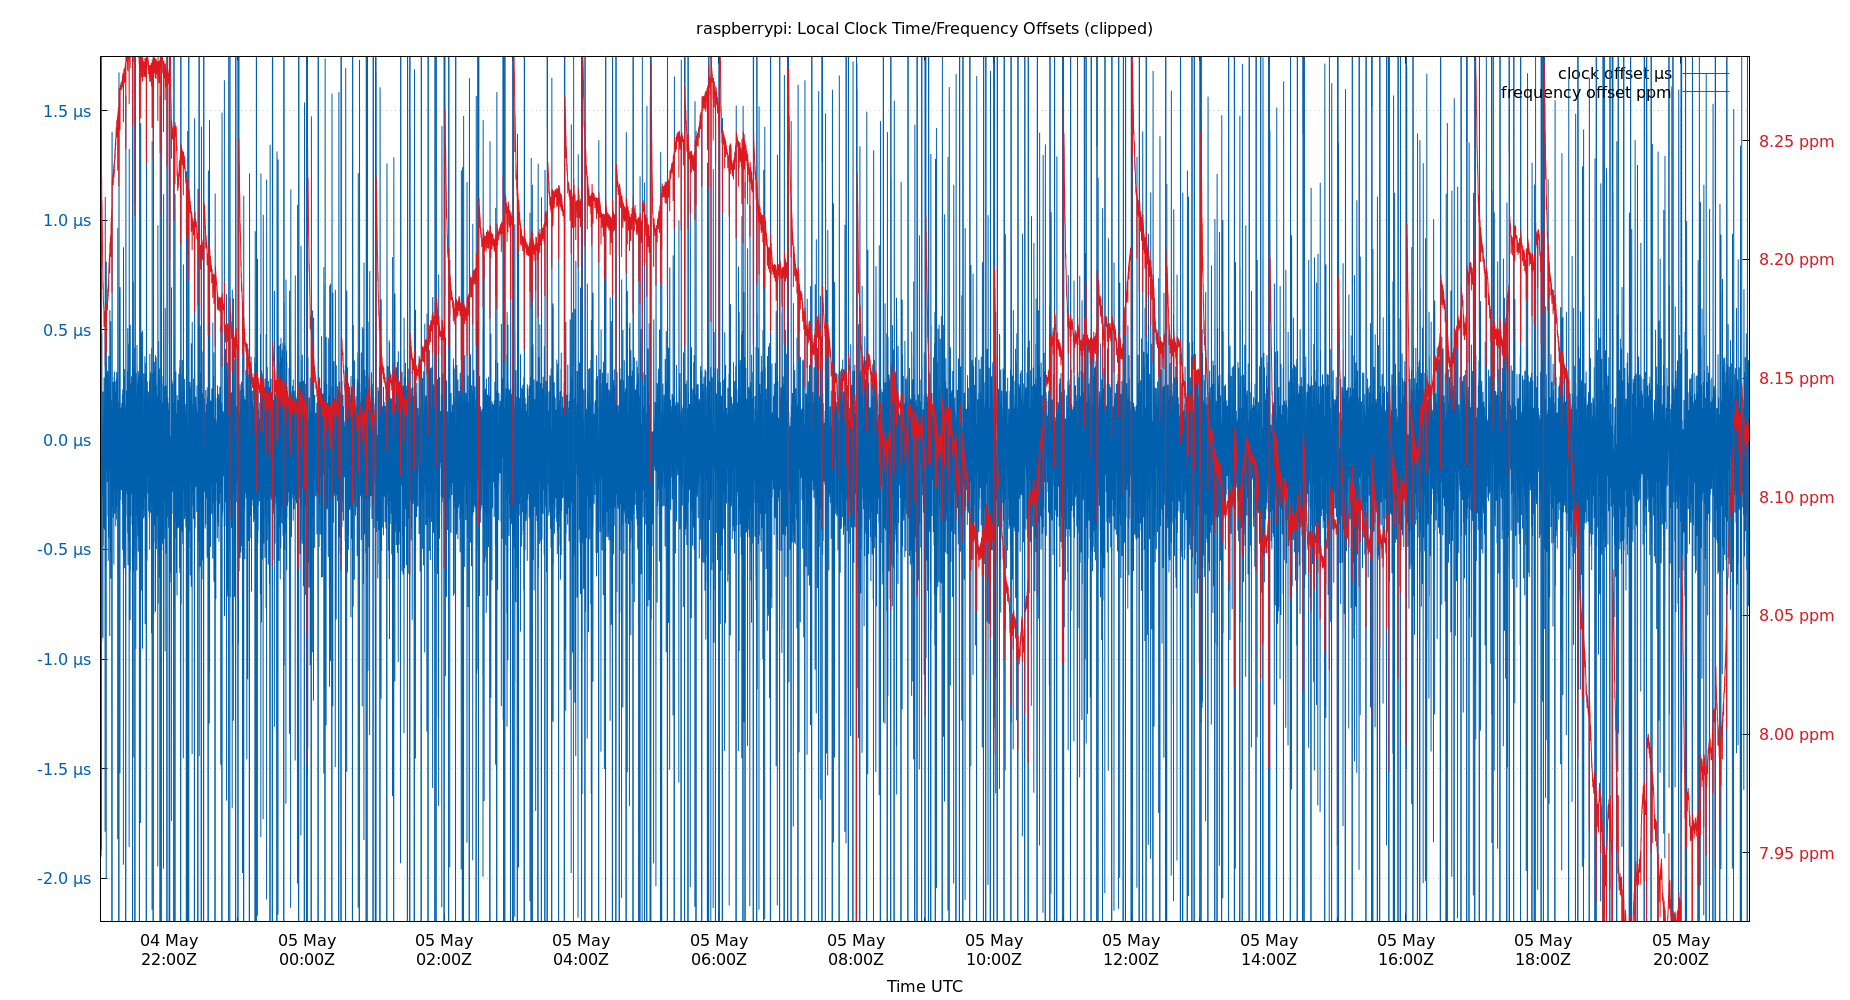 raspberrypi: Local Clock Time/Frequency Offsets (clipped)
clock offset µs
frequency offset ppm
1.5 µs
1.0 µs
0.5 µs
0.0 µs
-0.5 µs
-1.0 µs
-1.5 µs
-2.0 µs
8.25 ppm
8.20 ppm
8.15 ppm
8.10 ppm
8.05 ppm
8.00 ppm
7.95 ppm
04 May 05 May 05 May 05 May 05 May 05 May 05 May 05 May 05 May 05 May 05 May 05 May
22:00Z 00:00Z 02:00Z 04:00Z 06:00Z 08:00Z 10:00Z 12:00Z 14:00Z 16:00Z 18:00Z 20:00Z
Time UTC